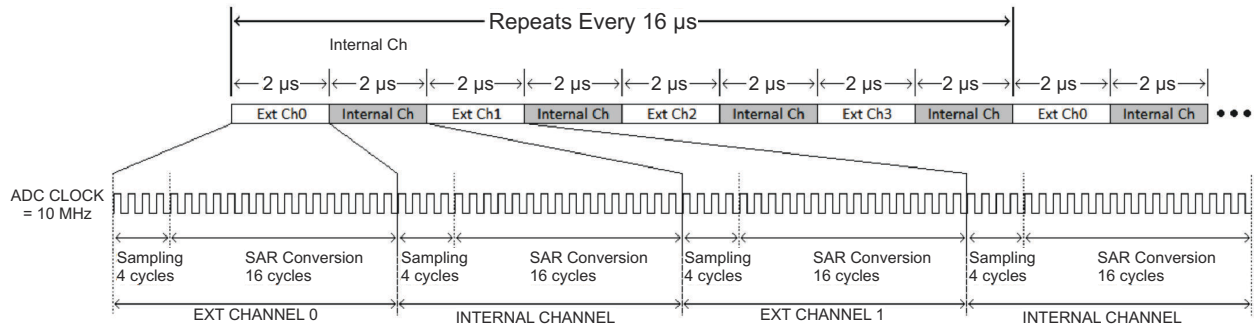 Repeats Every 16 µs
Internal Ch
2 µs 2 µs 2 µs 2 µs 2 µs 2 µs 2 µs 2 µs 2 µs 2 µs
Ext Ch0 Internal Ch Ext Ch1 Internal Ch Ext Ch2 Internal Ch Ext Ch3 Internal Ch Ext Ch0 Internal Ch
ADC CLOCK
= 10 MHz
Sampling SAR Conversion Sampling SAR Conversion Sampling SAR Conversion Sampling SAR Conversion
4 cycles 16 cycles 4 cycles 16 cycles 4 cycles 16 cycles 4 cycles 16 cycles
EXT CHANNEL 0 INTERNAL CHANNEL EXT CHANNEL 1 INTERNAL CHANNEL